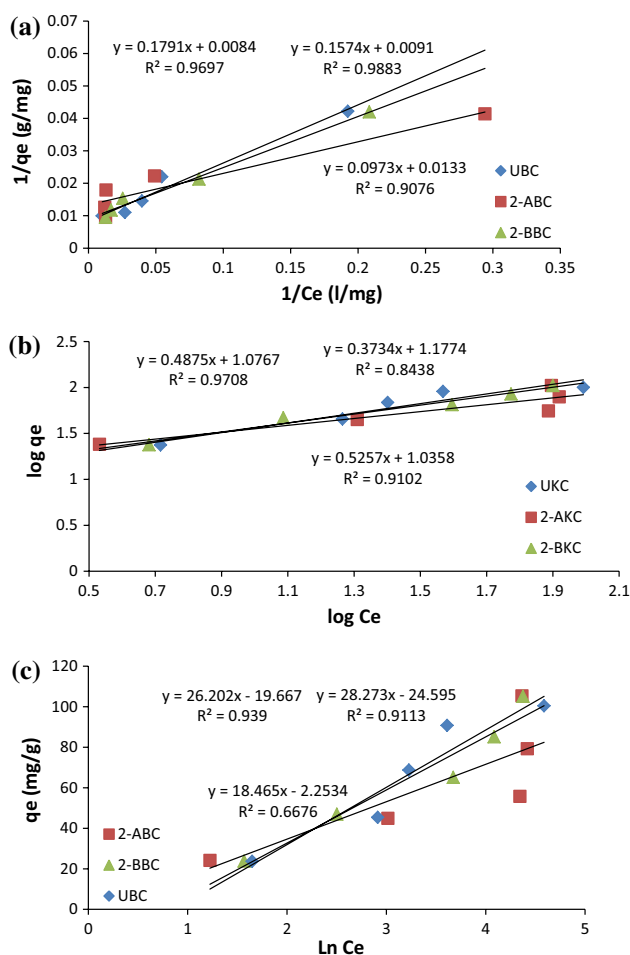 (a)
0.07
0.06
0.05
0.04
0.03
0.02
0.01
0
1/qe (g/mg)
y = 0.1791x + 0.0084
R² = 0.9697
y = 0.1574x + 0.0091
R² = 0.9883
y = 0.0973x + 0.0133
R² = 0.9076
UBC
2-ABC
2-BBC
0 0.05 0.1 0.15 0.2 0.25 0.3 0.35
1/Ce (l/mg)
(b)
2.5
2
1.5
1
0.5
0
log qe
y = 0.4875x + 1.0767
R² = 0.9708
y = 0.3734x + 1.1774
R² = 0.8438
y = 0.5257x + 1.0358
R² = 0.9102
UKC
2-AKC
2-BKC
0.5 0.7 0.9 1.1 1.3 1.5 1.7 1.9 2.1
log Ce
(c)
120
100
80
60
40
20
0
qe (mg/g)
y = 26.202x - 19.667
R² = 0.939
y = 28.273x - 24.595
R² = 0.9113
y = 18.465x - 2.2534
R² = 0.6676
2-ABC
2-BBC
UBC
0 1 2 3 4 5
Ln Ce